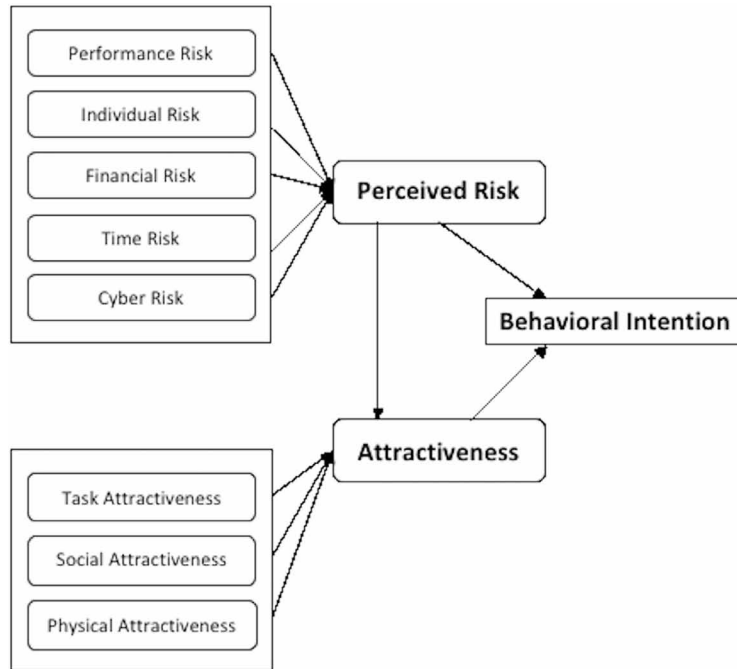 Performance Risk
Individual Risk
Financial Risk
Time Risk
Cyber Risk
Perceived Risk
Behavioral Intention
Attractiveness
Task Attractiveness
Social Attractiveness
Physical Attractiveness